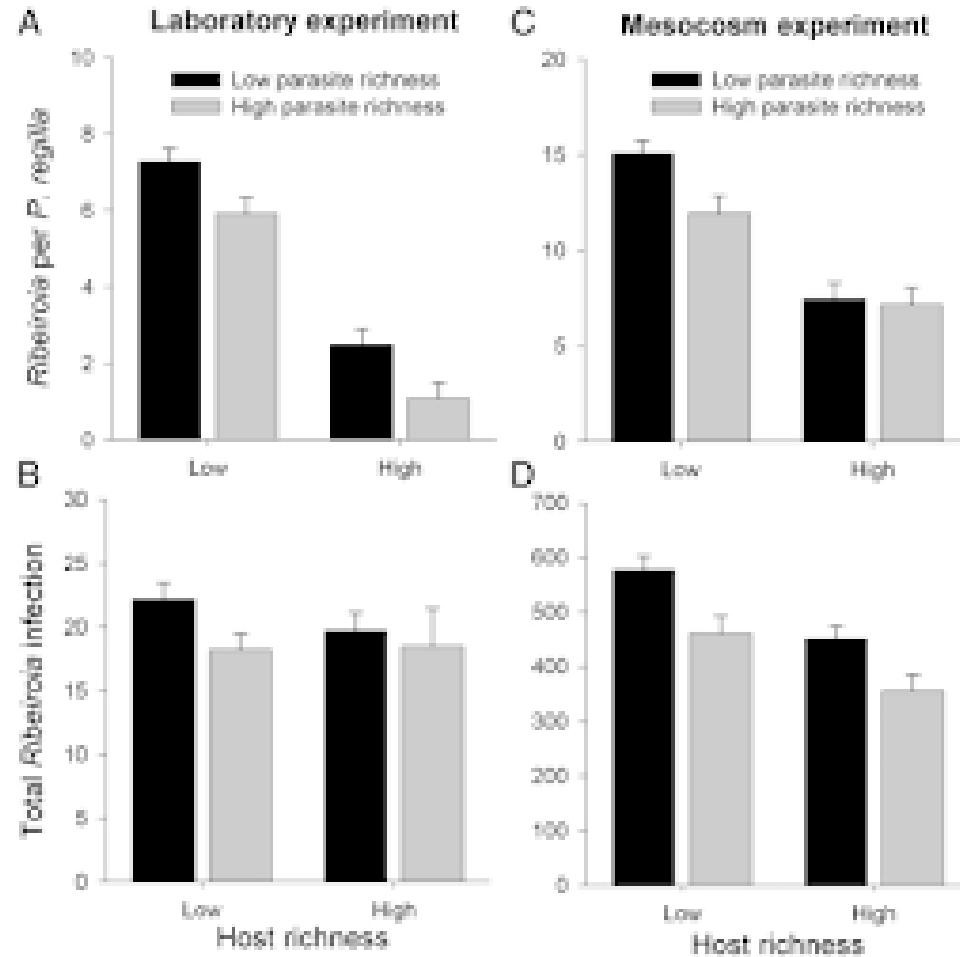 A
Laboratory experiment
10
8
6
4
2
0
Ribeiroia per P. regilla
Low parasite richness
High parasite richness
Low
High
C
Mesocosm experiment
20
15
10
5
0
Low parasite richness
High parasite richness
Low
High
B
30
25
20
15
10
5
0
Total Ribeiroia infection
Low
High
Host richness
D
700
600
500
400
300
200
100
0
Low
High
Host richness